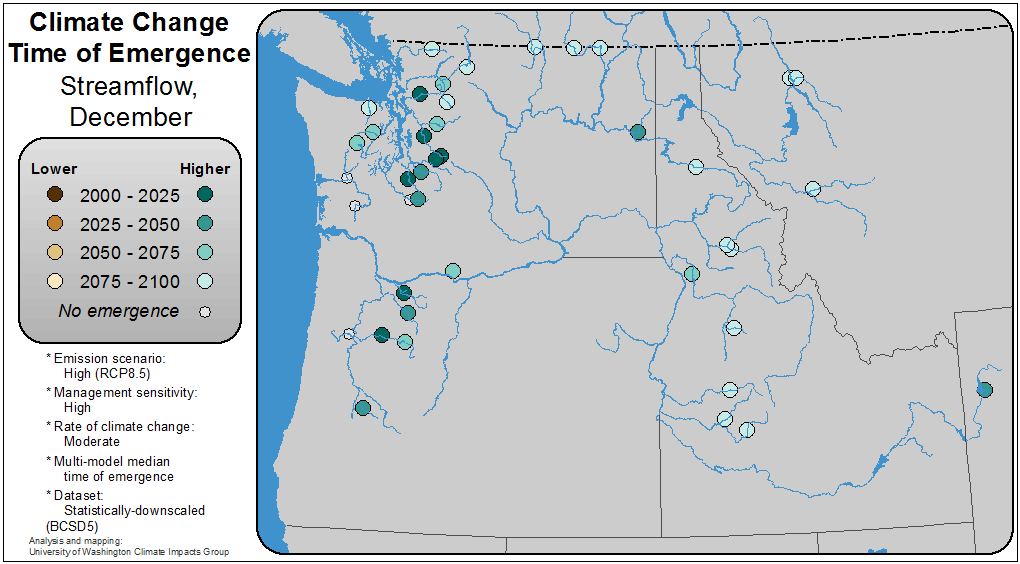 Climate Change
Time of Emergence
Streamflow,
December
Lower Higher
2000 - 2025
2025 - 2050
2050 - 2075
2075 - 2100
No emergence
* Emission scenario:
High (RCP8.5)
* Management sensitivity:
High
* Rate of climate change:
Moderate
* Multi-model median
time of emergence
* Dataset:
Statistically-downscaled
(BCSD5)
Analysis and mapping:
University of Washington Climate Impacts Group